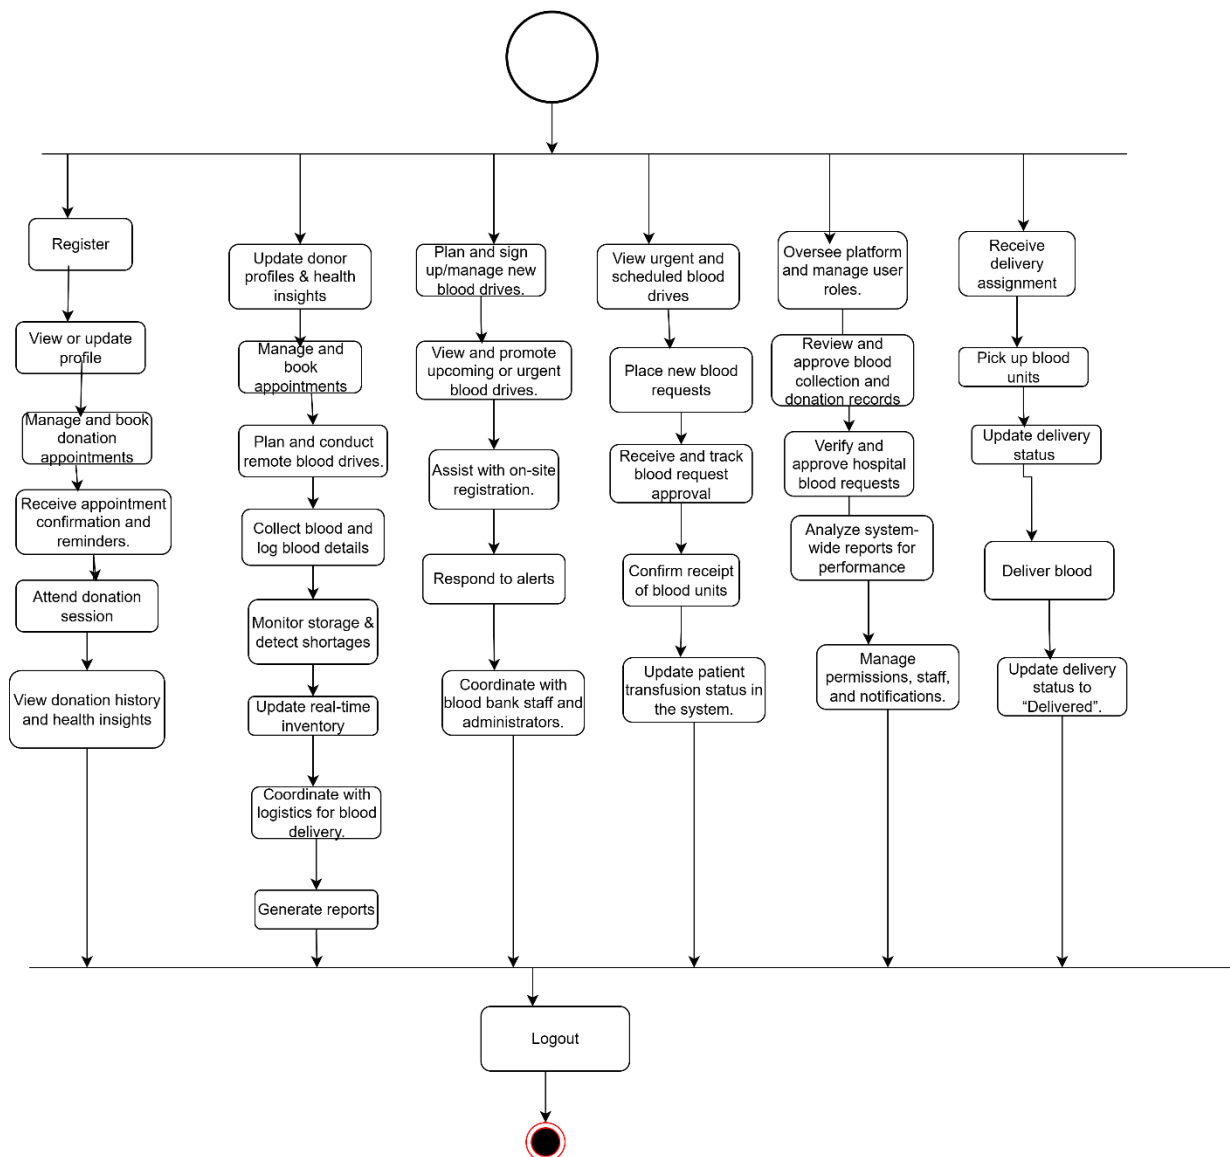 Register
View or update
profile
Manage and book
donation
appointments
Receive appointment
confirmation and
reminders.
Attend donation
session
View donation history
and health insights
Update donor
profiles & health
insights
Manage and
book
appointments
Plan and conduct
remote blood drives.
Collect blood and
log blood details
Monitor storage &
detect shortages
Update real-time
inventory
Coordinate with
logistics for blood
delivery.
Generate reports
Plan and sign
up/manage new
blood drives.
View and promote
upcoming or urgent
blood drives.
Assist with on-site
registration.
Respond to alerts
Coordinate with
blood bank staff and
administrators.
View urgent and
scheduled blood
drives
Place new blood
requests
Receive and track
blood request
approval
Confirm receipt
of blood units
Update patient
transfusion status in
the system.
Oversee platform
and manage user
roles.
Review and
approve blood
collection and
donation records
Verify and
approve hospital
blood requests
Analyze system-
wide reports for
performance
Manage
permissions, staff,
and notifications.
Receive
delivery
assignment
Pick up blood
units
Update delivery
status
Deliver blood
Update delivery
status to
“Delivered”.
Logout